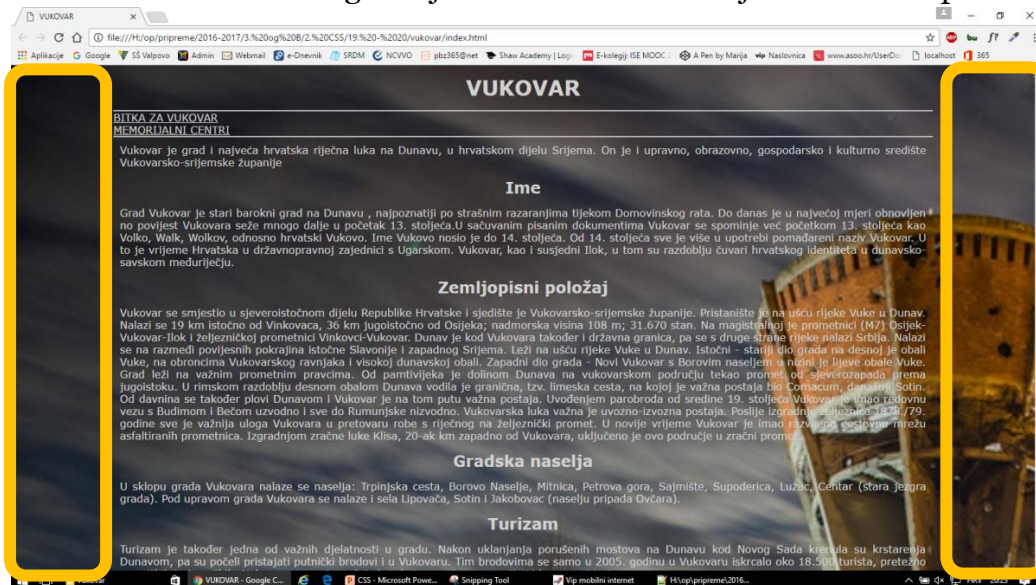 VUKOVAR
file:///H:/op/pripreme/2016-2017/3.%20og%20B/2.%20CSS/19.%20-%2020/vukovar/index.html
Aplikacije Google SŠ Valpovo Admin Webmail e-Dnevnik SRDM NCVVO pbz365@net Shaw Academy | Log E-kolegij: ISE MOOC A Pen by Marija Naslovnica www.asoo.hr/UserDo localhost 365
VUKOVAR
BITKA ZA VUKOVAR
MEMORIJALNI CENTRI
Vukovar je grad i najveća hrvatska riječna luka na Dunavu, u hrvatskom dijelu Srijema. On je i upravno, obrazovno, gospodarsko i kulturno središte
Vukovarsko-srijemske županije
Ime
Grad Vukovar je stari barokni grad na Dunavu , najpoznatiji po strašnim razaranjima tijekom Domovinskog rata. Do danas je u najvećoj mjeri obnovljen
no povijest Vukovara seže mnogo dalje u početak 13. stoljeća.U sačuvanim pisanim dokumentima Vukovar se spominje već početkom 13. stoljeća kao
Volko, Walk, Wolkov, odnosno hrvatski Vukovo. Ime Vukovo nosio je do 14. stoljeća. Od 14. stoljeća sve je više u upotrebi pomađareni naziv Vukovar. U
to je vrijeme Hrvatska u državnopravnoj zajednici s Ugarskom. Vukovar, kao i susjedni Ilok, u tom su razdoblju čuvari hrvatskog identiteta u dunavsko-
savskom međuriječju.
Zemljopisni položaj
Vukovar se smjestio u sjeveroistočnom dijelu Republike Hrvatske i sjedište je Vukovarsko-srijemske županije. Pristanište je na ušću rijeke Vuke u Dunav.
Nalazi se 19 km istočno od Vinkovaca, 36 km jugoistočno od Osijeka; nadmorska visina 108 m; 31.670 stan. Na magistralnoj je prometnici (M7) Osijek-
Vukovar-Ilok i željezničkoj prometnici Vinkovci-Vukovar. Dunav je kod Vukovara također i državna granica, pa se s druge strane rijeke nalazi Srbija. Nalazi
se na razmeđi povijesnih pokrajina istočne Slavonije i zapadnog Srijema. Leži na ušću rijeke Vuke u Dunav. Istočni - stariji dio grada na desnoj je obali
Vuke, na obroncima Vukovarskog ravnjaka i visokoj dunavskoj obali. Zapadni dio grada - Novi Vukovar s Borovim naseljem u nizini je lijeve obale Vuke.
Grad leži na važnim prometnim pravcima. Od pamtivijeka je dolinom Dunava na vukovarskom području tekao promet od sjeverozapada prema
jugoistoku. U rimskom razdoblju desnom obalom Dunava vodila je granična, tzv. limeska cesta, na kojoj je važna postaja bio Cornacum, današnji Sotin.
Od davnina se također plovi Dunavom i Vukovar je na tom putu važna postaja. Uvođenjem parobroda od sredine 19. stoljeća Vukovar je imao redovnu
vezu s Budimom i Bečom uzvodno i sve do Rumunjske nizvodno. Vukovarska luka važna je uvozno-izvozna postaja. Poslije izgradnje željeznice 1878./79.
godine sve je važnija uloga Vukovara u pretovaru robe s riječnog na željeznički promet. U novije vrijeme Vukovar je imao razvijenu cestovnu mrežu
asfaltiranih prometnica. Izgradnjom zračne luke Klisa, 20-ak km zapadno od Vukovara, uključeno je ovo područje u zračni promet.
Gradska naselja
U sklopu grada Vukovara nalaze se naselja: Trpinjska cesta, Borovo Naselje, Mitnica, Petrova gora, Sajmište, Supoderica, Lužac, Centar (stara jezgra
grada). Pod upravom grada Vukovara se nalaze i sela Lipovača, Sotin i Jakobovac (naselju pripada Ovčara).
Turizam
Turizam je također jedna od važnih djelatnosti u gradu. Nakon uklanjanja porušenih mostova na Dunavu kod Novog Sada krenula su krstarenja
Dunavom, pa su počeli pristajati putnički brodovi i u Vukovaru. Tim brodovima se samo u 2005. godinu u Vukovaru iskrcalo oko 18.500 turista, pretežno
vukovar VUKOVAR - Google C... CSS - Microsoft Powe... Snipping Tool Vip mobilni internet H:\op\pripreme\2016... HRV 20:25